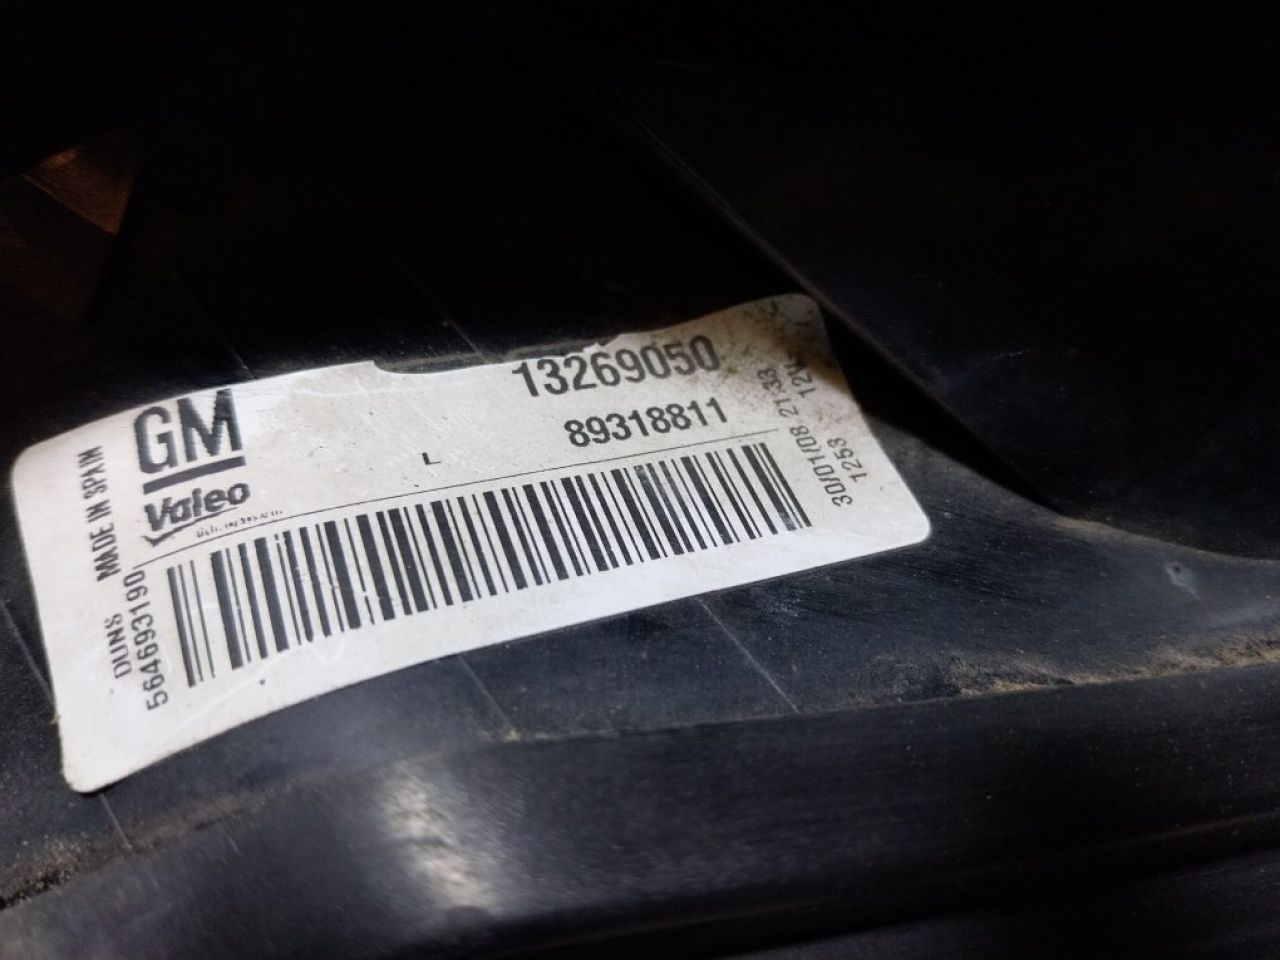 13269050
GM
89318811
L
Valeo
MADE IN SPAIN
DUNS
564693190
30/01/08 21:33
1253 12V